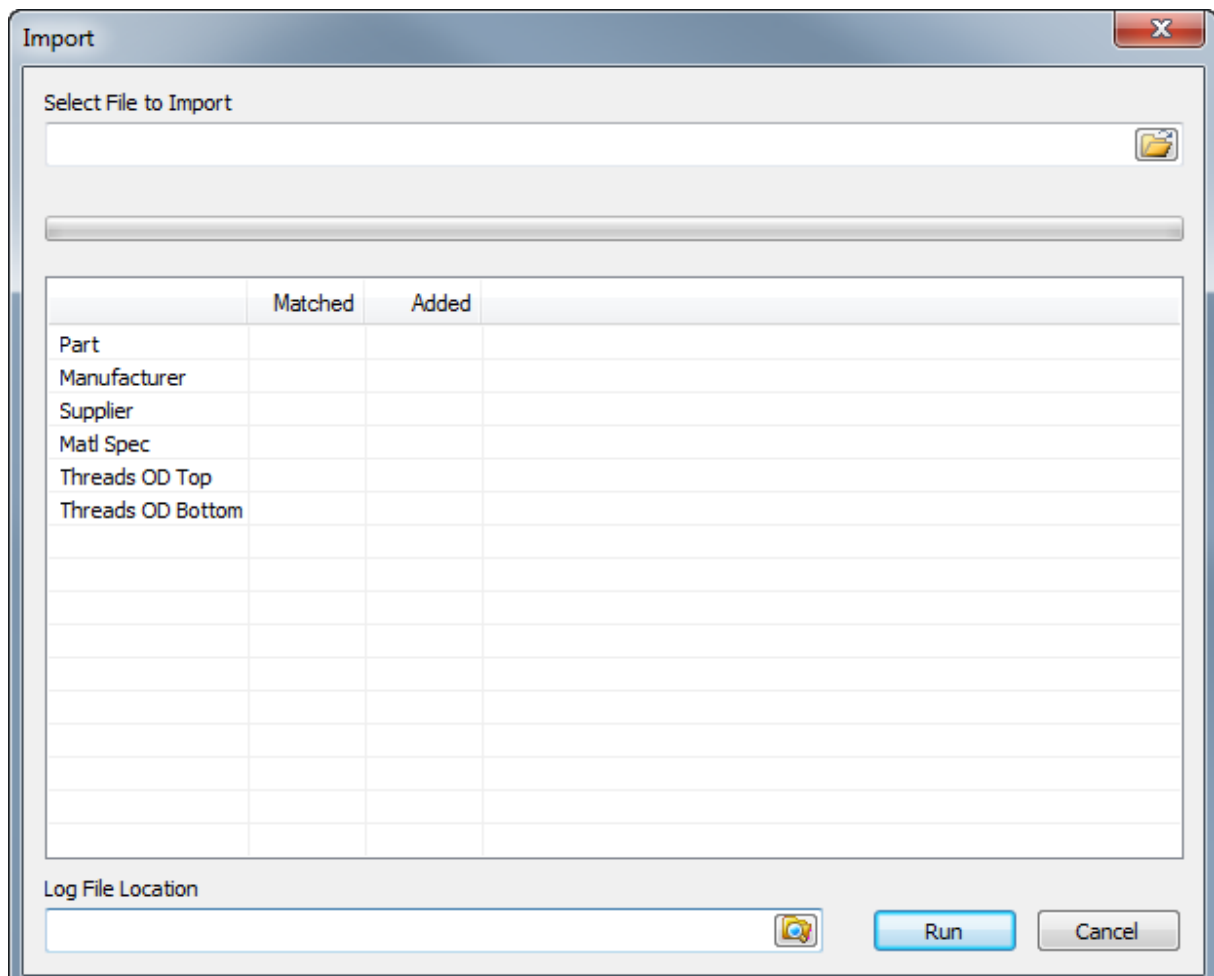 Import
Select File to Import
Matched Added
Part
Manufacturer
Supplier
Matl Spec
Threads OD Top
Threads OD Bottom
Log File Location
Run Cancel